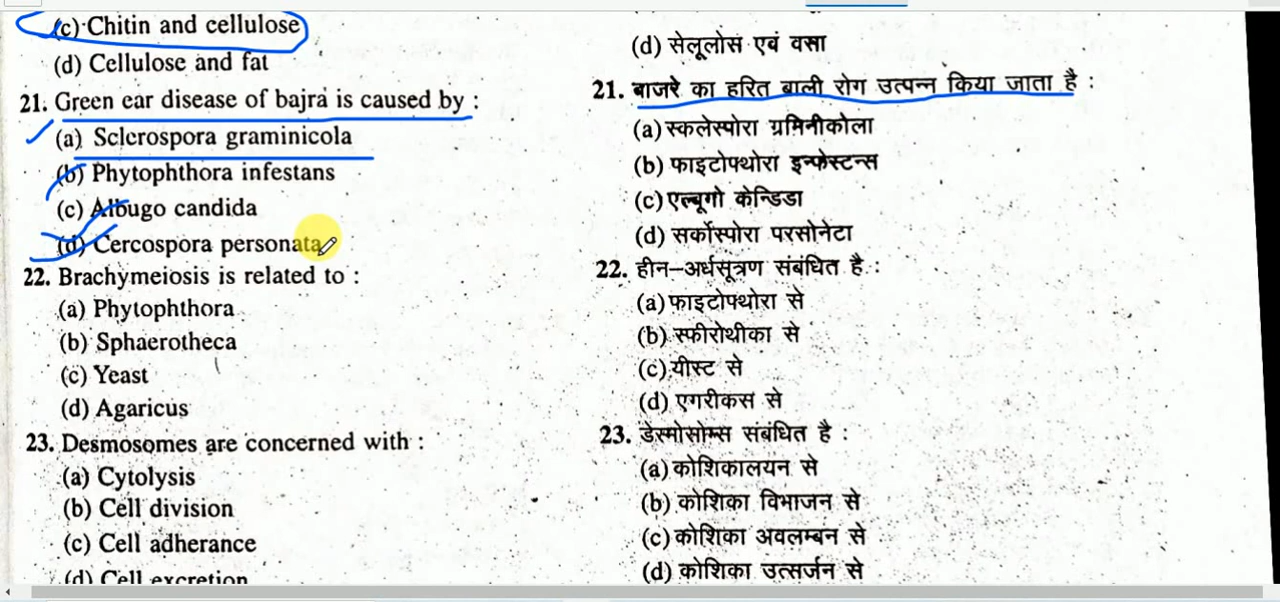 (c) Chitin and cellulose
(d) Cellulose and fat
21. Green ear disease of bajra is caused by :
(a) Sclerospora graminicola
(b) Phytophthora infestans
(c) Albugo candida
(d) Cercospora personata
22. Brachymeiosis is related to :
(a) Phytophthora
(b) Sphaerotheca
(c) Yeast
(d) Agaricus
23. Desmosomes are concerned with :
(a) Cytolysis
(b) Cell division
(c) Cell adherance
(d) Cell excretion
(d) सेलूलोस एवं वसा
21. बाजरे का हरित बाली रोग उत्पन्न किया जाता है :
(a) स्कलेस्पोरा ग्रमिनीकोला
(b) फाइटोफ्थोरा इन्फेस्टन्स
(c) एल्बूगो केन्डिडा
(d) सर्कोस्पोरा परसोनेटा
22. हीन-अर्धसूत्रण संबंधित है :
(a) फाइटोफ्थोरा से
(b) स्फीरोथीका से
(c) यीस्ट से
(d) एगरीकस से
23. डेस्मोसोम्स संबंधित है :
(a) कोशिकालयन से
(b) कोशिका विभाजन से
(c) कोशिका अवलम्बन से
(d) कोशिका उत्सर्जन से